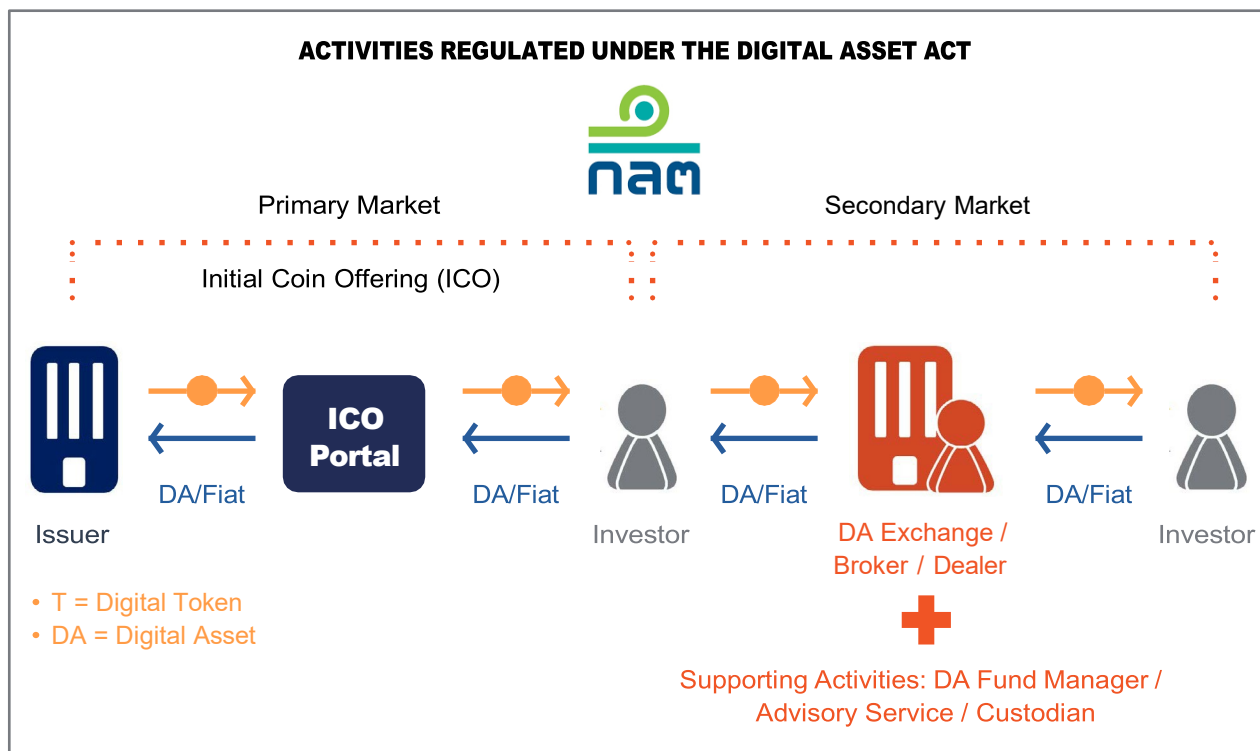 ACTIVITIES REGULATED UNDER THE DIGITAL ASSET ACT
กลต
Primary Market
Secondary Market
Initial Coin Offering (ICO)
ICO
Portal
DA/Fiat
DA/Fiat
DA/Fiat
DA/Fiat
Issuer
Investor
DA Exchange /
Broker / Dealer
Investor
• T = Digital Token
• DA = Digital Asset
Supporting Activities: DA Fund Manager /
Advisory Service / Custodian